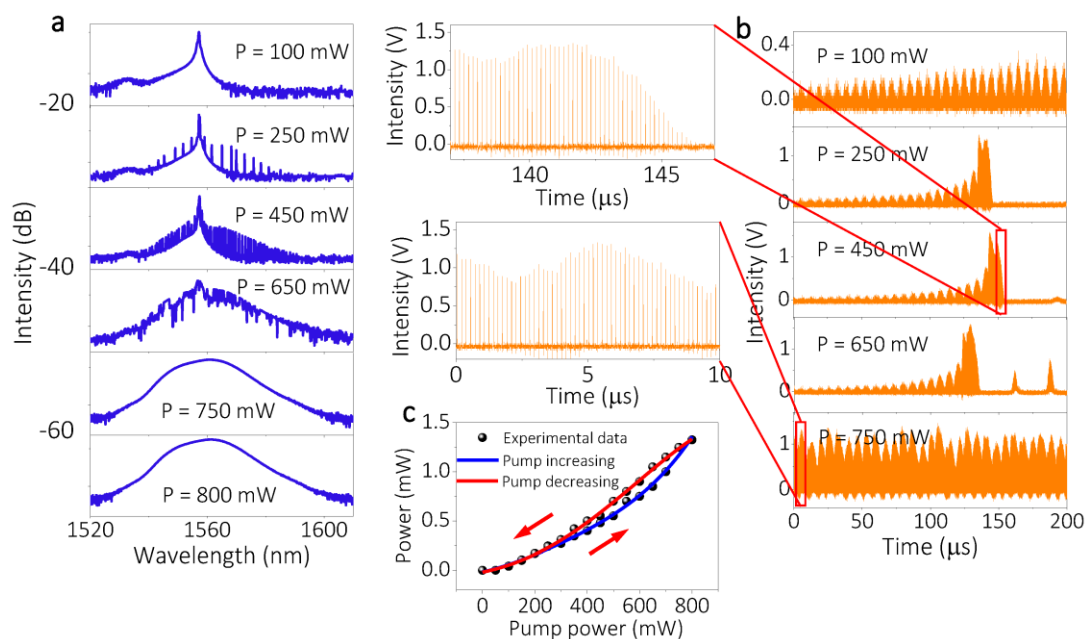 a
P = 100 mW
-20
P = 250 mW
P = 450 mW
-40
P = 650 mW
P = 750 mW
-60
P = 800 mW
Intensity (dB)
1520 1560 1600
Wavelength (nm)
1.5
1.0
0.5
0.0
Intensity (V)
140 145
Time (μs)
1.5
1.0
0.5
0.0
Intensity (V)
0 5 10
Time (μs)
c
Experimental data
Pump increasing
Pump decreasing
1.5
1.0
0.5
0.0
Power (mW)
0 200 400 600 800
Pump power (mW)
b
0.4
P = 100 mW
0.0
P = 250 mW
1
0
P = 450 mW
1
0
P = 650 mW
1
0
P = 750 mW
1
0
Intensity (V)
0 50 100 150 200
Time (μs)